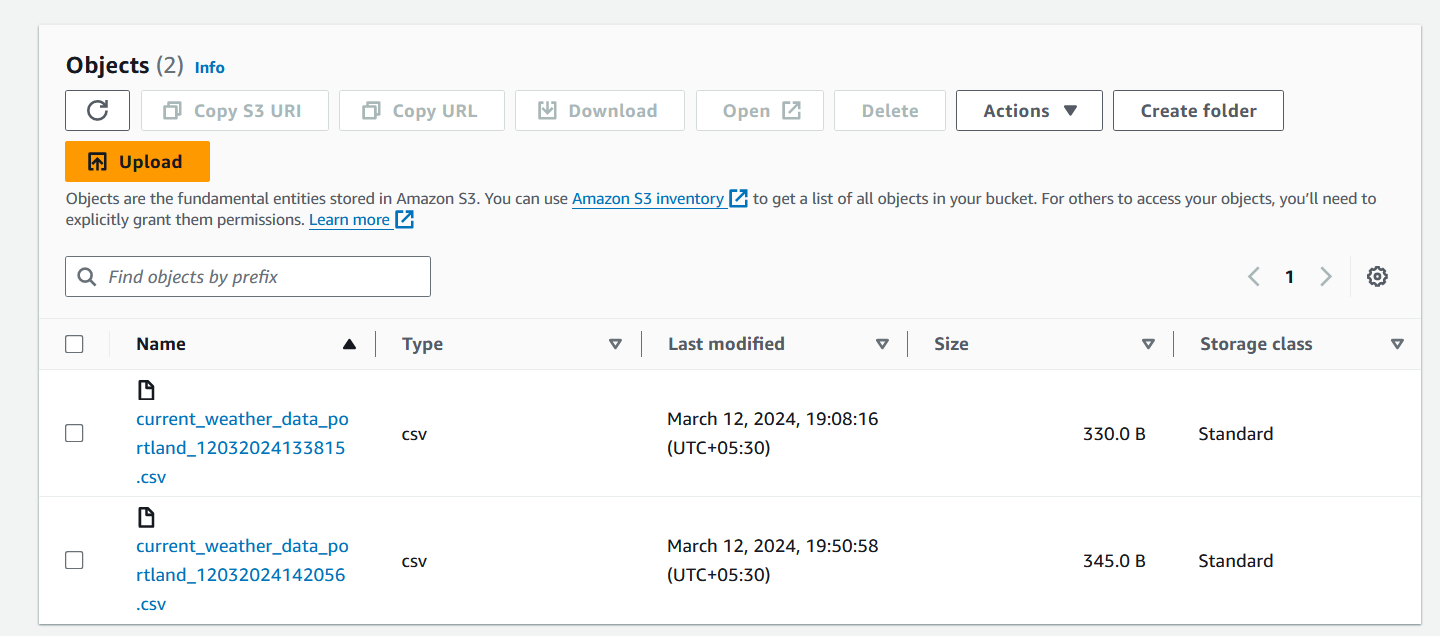 Objects (2) Info
Copy S3 URI Copy URL Download Open Delete Actions Create folder
Upload
Objects are the fundamental entities stored in Amazon S3. You can use Amazon S3 inventory to get a list of all objects in your bucket. For others to access your objects, you’ll need to
explicitly grant them permissions. Learn more
Find objects by prefix 1
Name Type Last modified Size Storage class
current_weather_data_po
rtland_12032024133815
.csv
csv
March 12, 2024, 19:08:16
(UTC+05:30)
330.0 B
Standard
current_weather_data_po
rtland_12032024142056
.csv
csv
March 12, 2024, 19:50:58
(UTC+05:30)
345.0 B
Standard